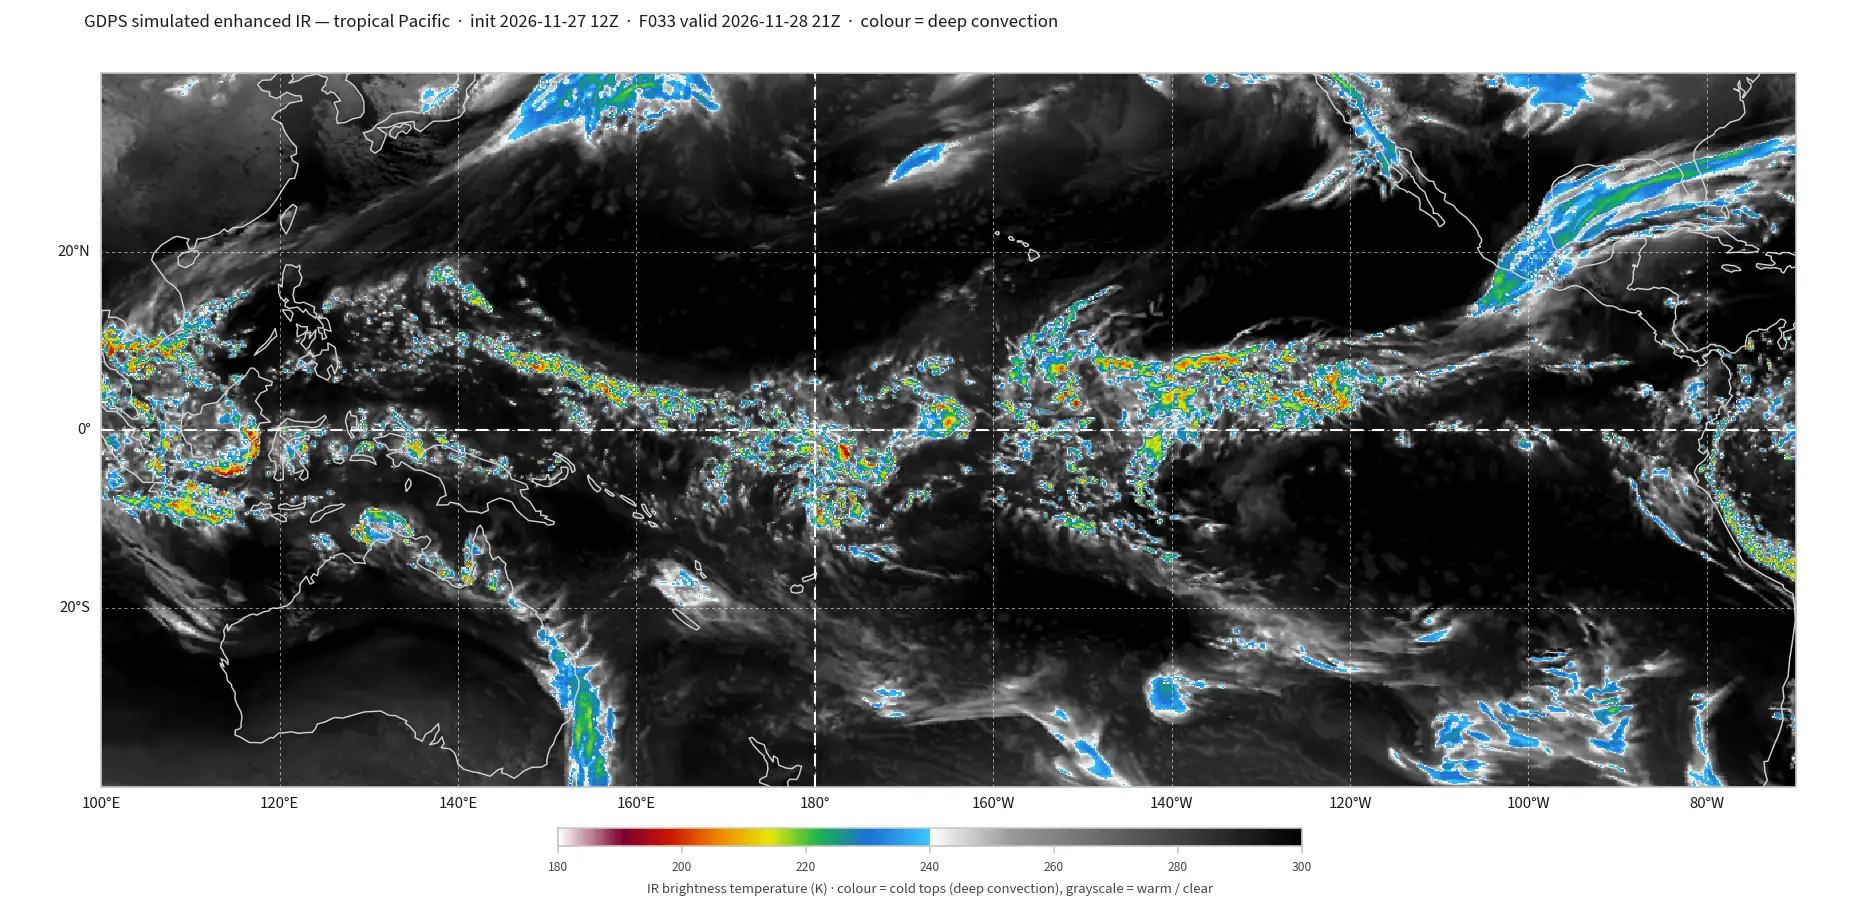 GDPS simulated enhanced IR — tropical Pacific · init 2026-11-27 12Z · F033 valid 2026-11-28 21Z · colour = deep convection
20°N
0°
20°S
100°E 120°E 140°E 160°E 180° 160°W 140°W 120°W 100°W 80°W
180 200 220 240 260 280 300
IR brightness temperature (K) · colour = cold tops (deep convection), grayscale = warm / clear